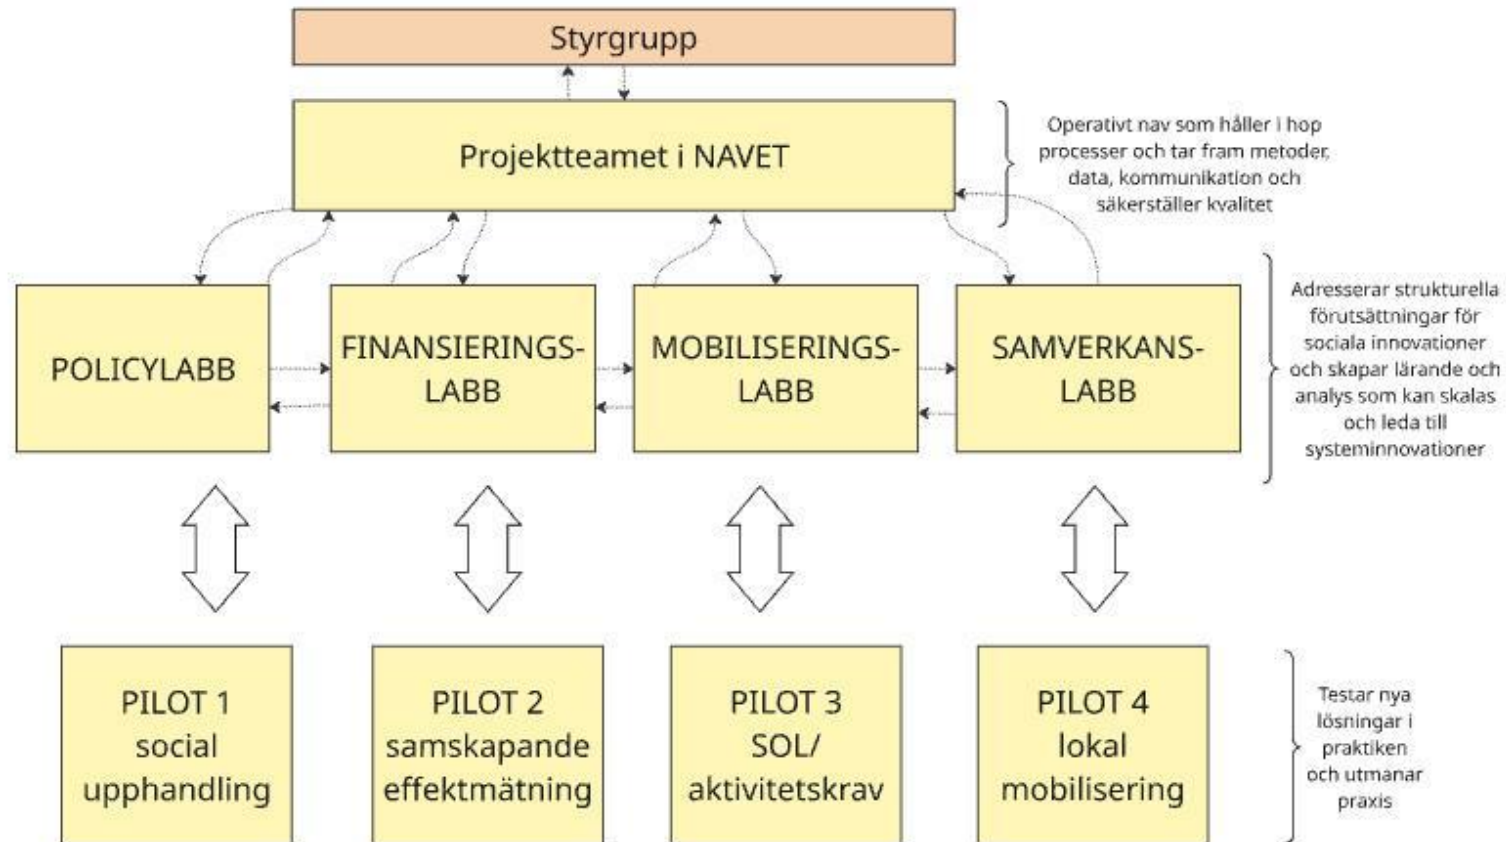 Styrgrupp
Projektteamet i NAVET
Operativt nav som håller i hop
processer och tar fram metoder,
data, kommunikation och
säkerställer kvalitet
POLICYLABB
FINANSIERINGS-
LABB
MOBILISERINGS-
LABB
SAMVERKANS-
LABB
Adresserar strukturella
förutsättningar för
sociala innovationer
och skapar lärande och
analys som kan skalas
och leda till
systeminnovationer
PILOT 1
social
upphandling
PILOT 2
samskapande
effektmätning
PILOT 3
SOL/
aktivitetskrav
PILOT 4
lokal
mobilisering
Testar nya
lösningar i
praktiken
och utmanar
praxis